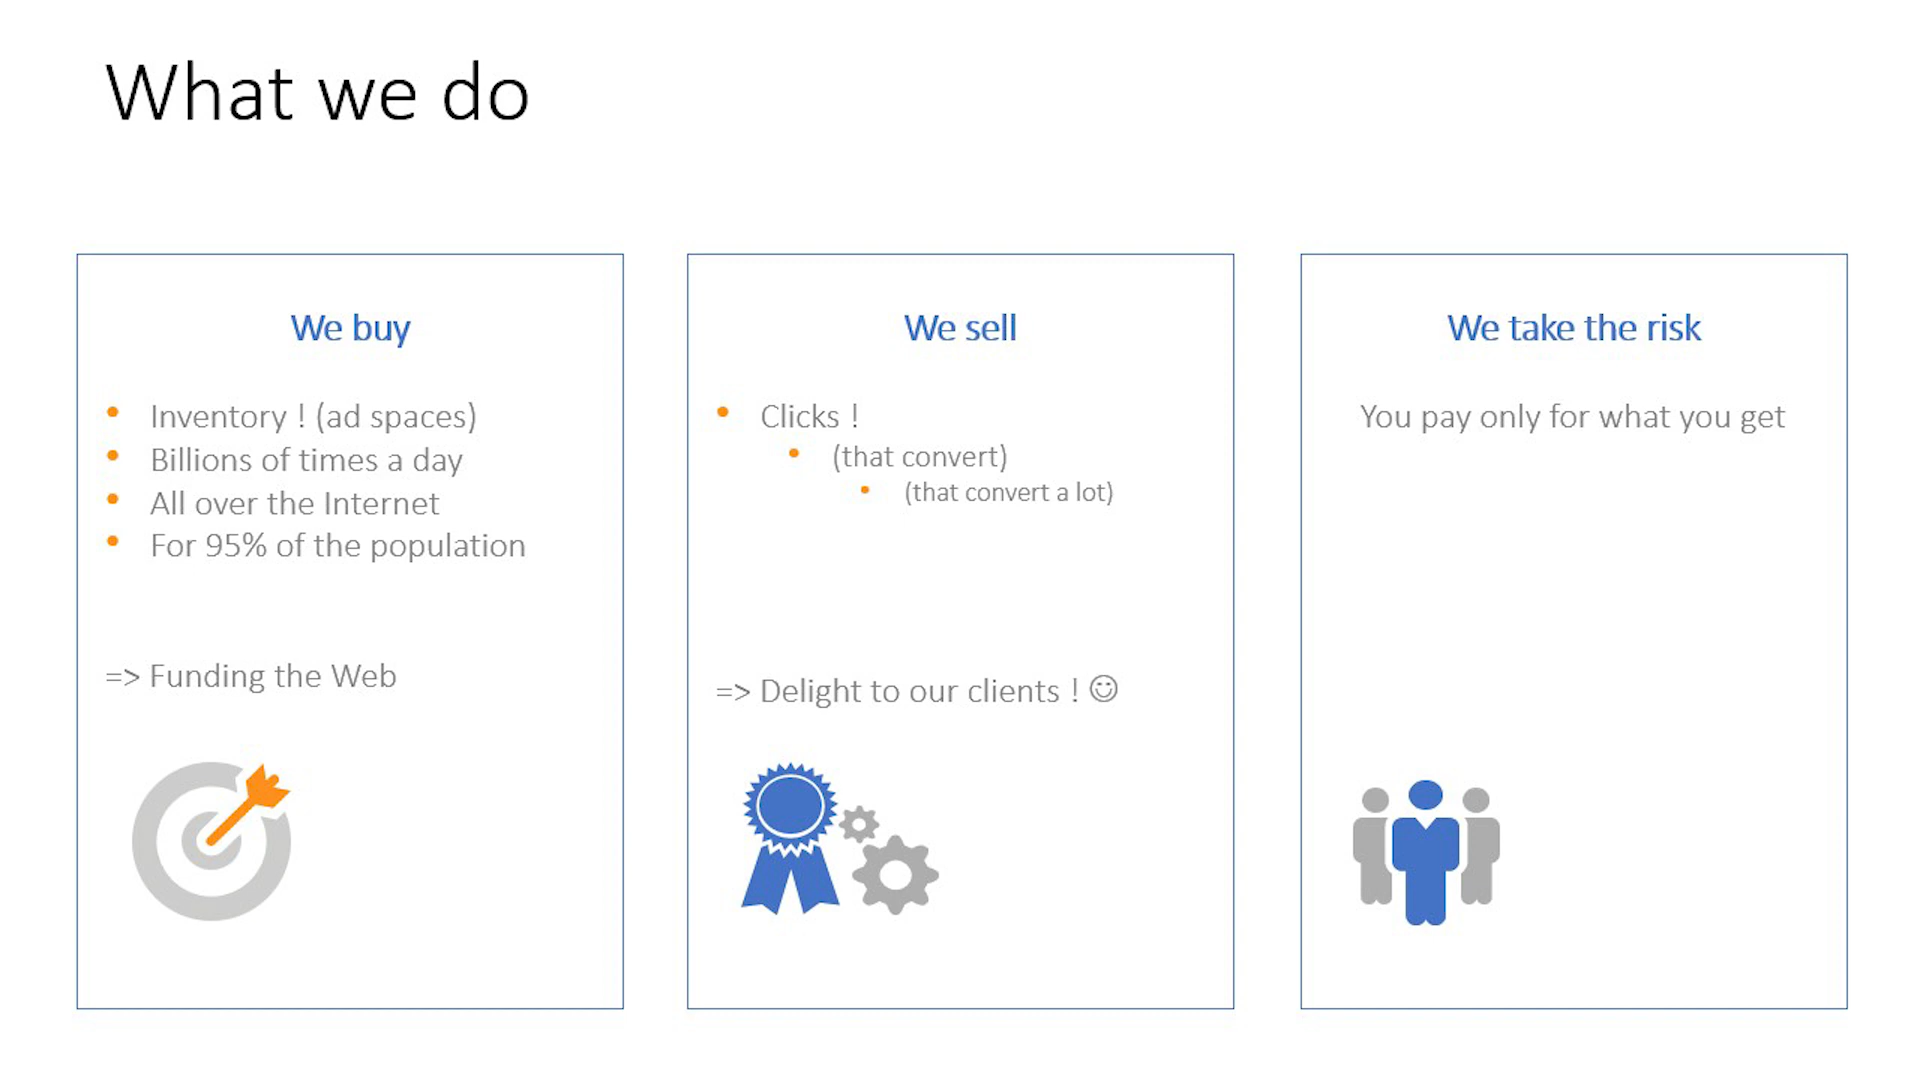 What we do
We buy
Inventory ! (ad spaces)
Billions of times a day
All over the Internet
For 95% of the population
=> Funding the Web
We sell
Clicks !
(that convert)
(that convert a lot)
=> Delight to our clients ! ☺
We take the risk
You pay only for what you get